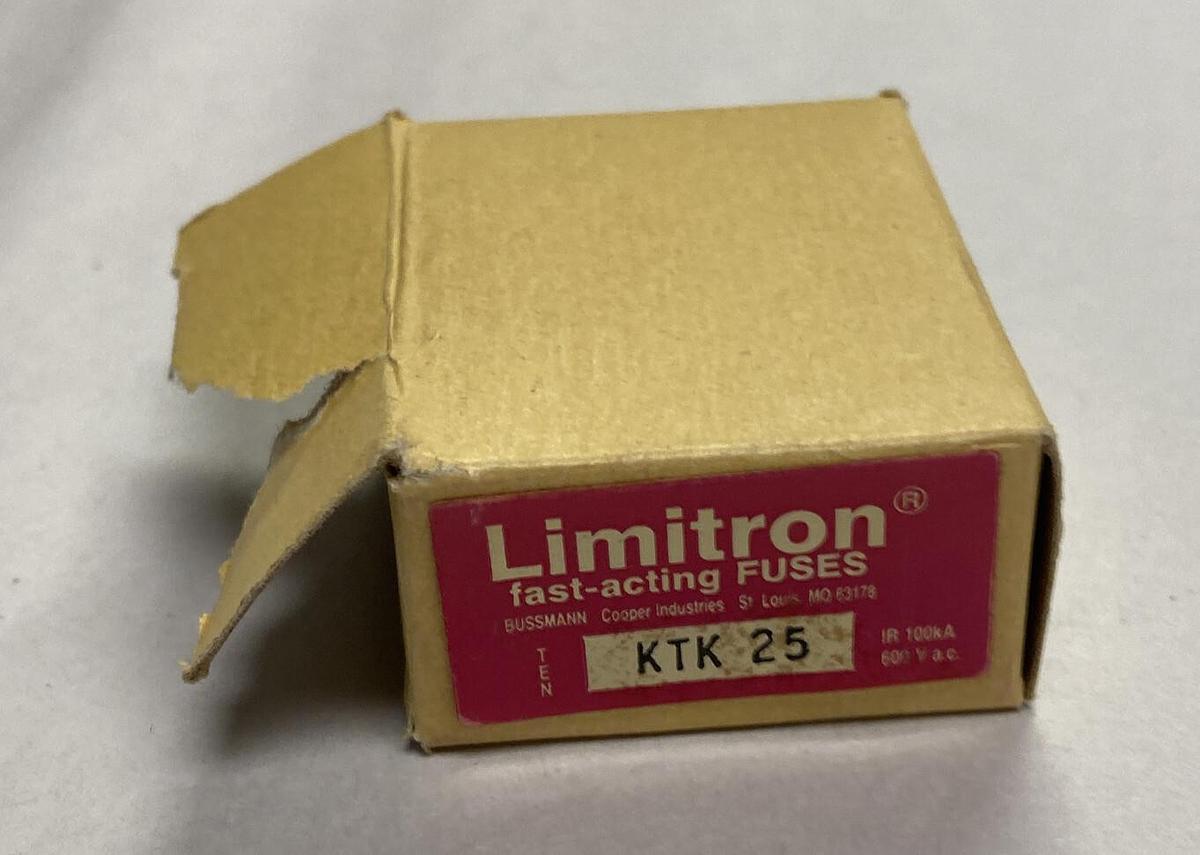 Limitron®
fast-acting FUSES
BUSSMANN Cooper Industries St. Louis, MO 63178
TEN
KTK 25
IR 100kA
600 V a.c.